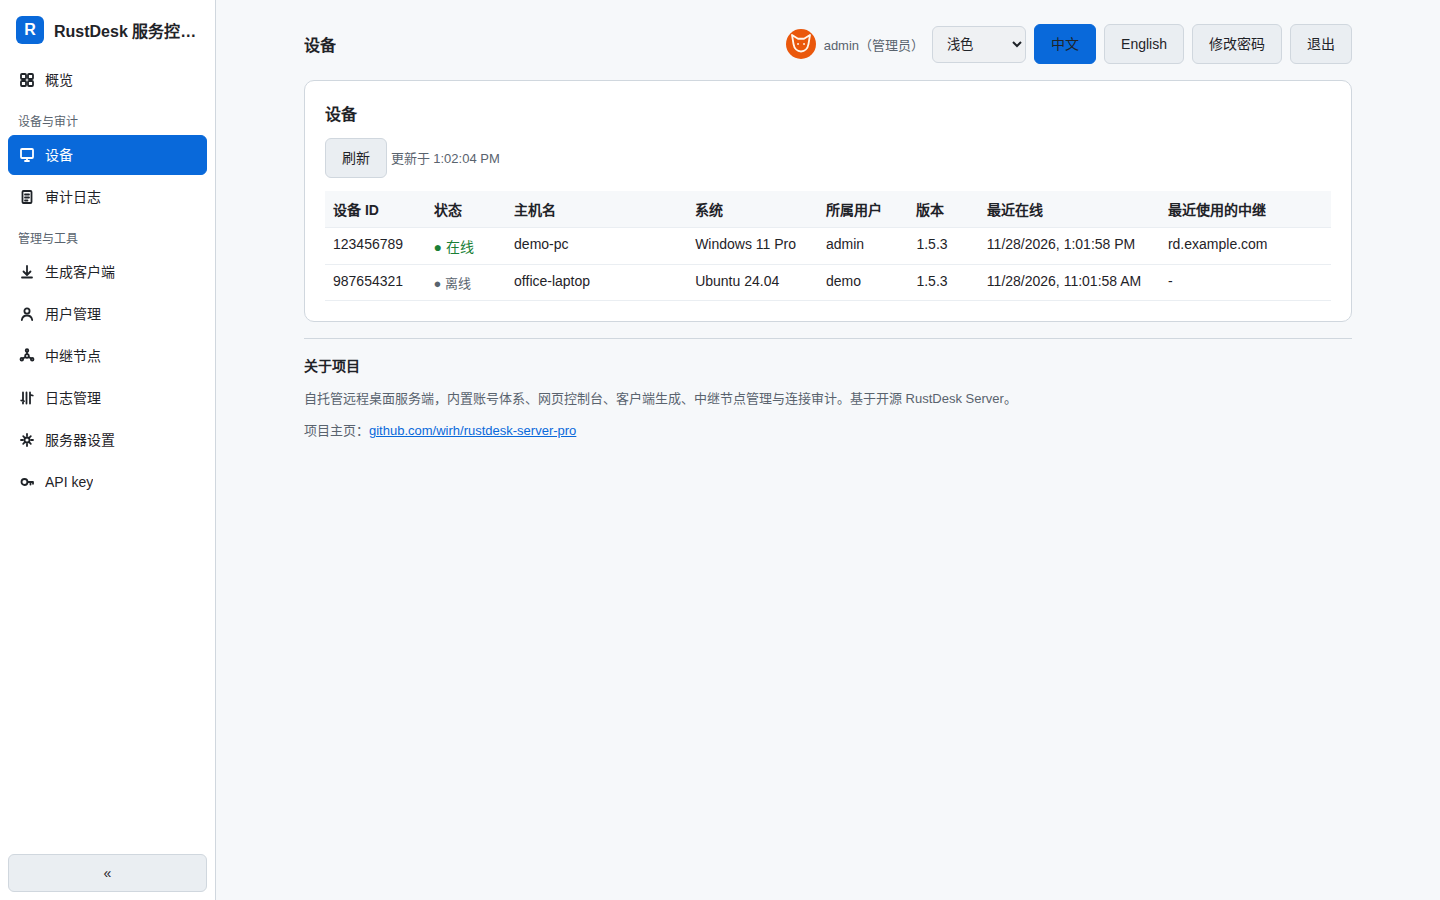 R RustDesk 服务控…
概览
设备与审计
设备
审计日志
管理与工具
生成客户端
用户管理
中继节点
日志管理
服务器设置
API key
«
设备 admin（管理员） 浅色 中文 English 修改密码 退出
设备
刷新 更新于 1:02:04 PM
设备 ID 状态 主机名 系统 所属用户 版本 最近在线 最近使用的中继
123456789 ● 在线 demo-pc Windows 11 Pro admin 1.5.3 11/28/2026, 1:01:58 PM rd.example.com
987654321 ● 离线 office-laptop Ubuntu 24.04 demo 1.5.3 11/28/2026, 11:01:58 AM -
关于项目
自托管远程桌面服务端，内置账号体系、网页控制台、客户端生成、中继节点管理与连接审计。基于开源 RustDesk Server。
项目主页：github.com/wirh/rustdesk-server-pro